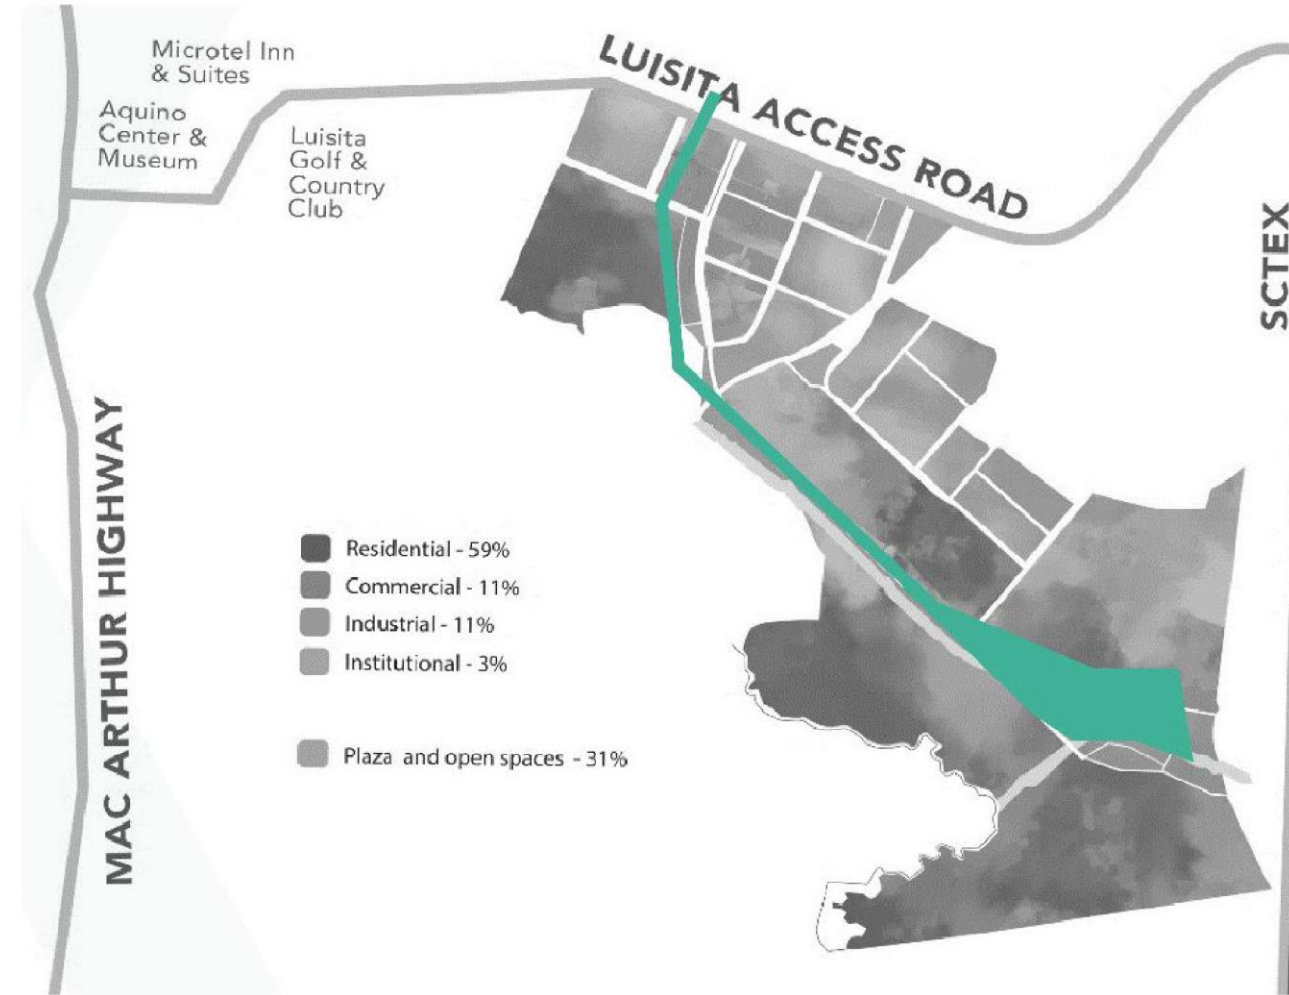 Microtel Inn
& Suites
Aquino
Center &
Museum
Luisita
Golf &
Country
Club
LUISITA ACCESS ROAD
SCTEX
MAC ARTHUR HIGHWAY
Residential - 59%
Commercial - 11%
Industrial - 11%
Institutional - 3%
Plaza and open spaces - 31%